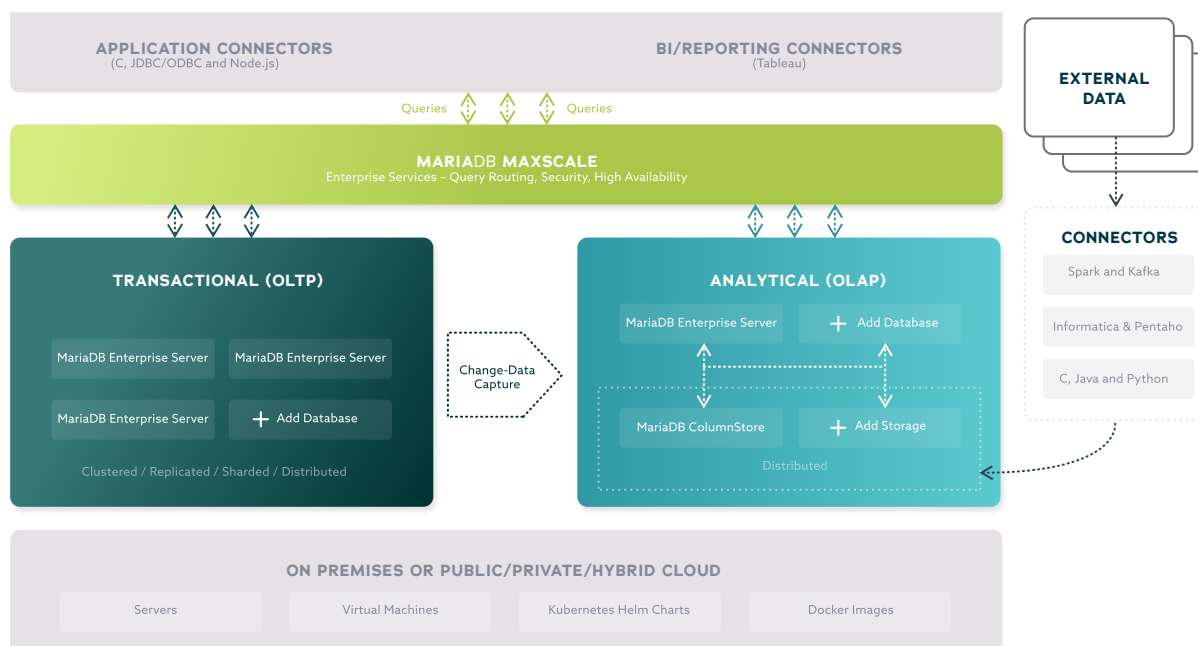 APPLICATION CONNECTORS
(C, JDBC/ODBC and Node.js)
BI/REPORTING CONNECTORS
(Tableau)
Queries
Queries
MARIADB MAXSCALE
Enterprise Services – Query Routing, Security, High Availability
TRANSACTIONAL (OLTP)
MariaDB Enterprise Server
MariaDB Enterprise Server
MariaDB Enterprise Server
Add Database
Clustered / Replicated / Sharded / Distributed
Change-Data
Capture
ANALYTICAL (OLAP)
MariaDB Enterprise Server
Add Database
MariaDB ColumnStore
Add Storage
Distributed
EXTERNAL
DATA
CONNECTORS
Spark and Kafka
Informatica & Pentaho
C, Java and Python
ON PREMISES OR PUBLIC/PRIVATE/HYBRID CLOUD
Servers
Virtual Machines
Kubernetes Helm Charts
Docker Images